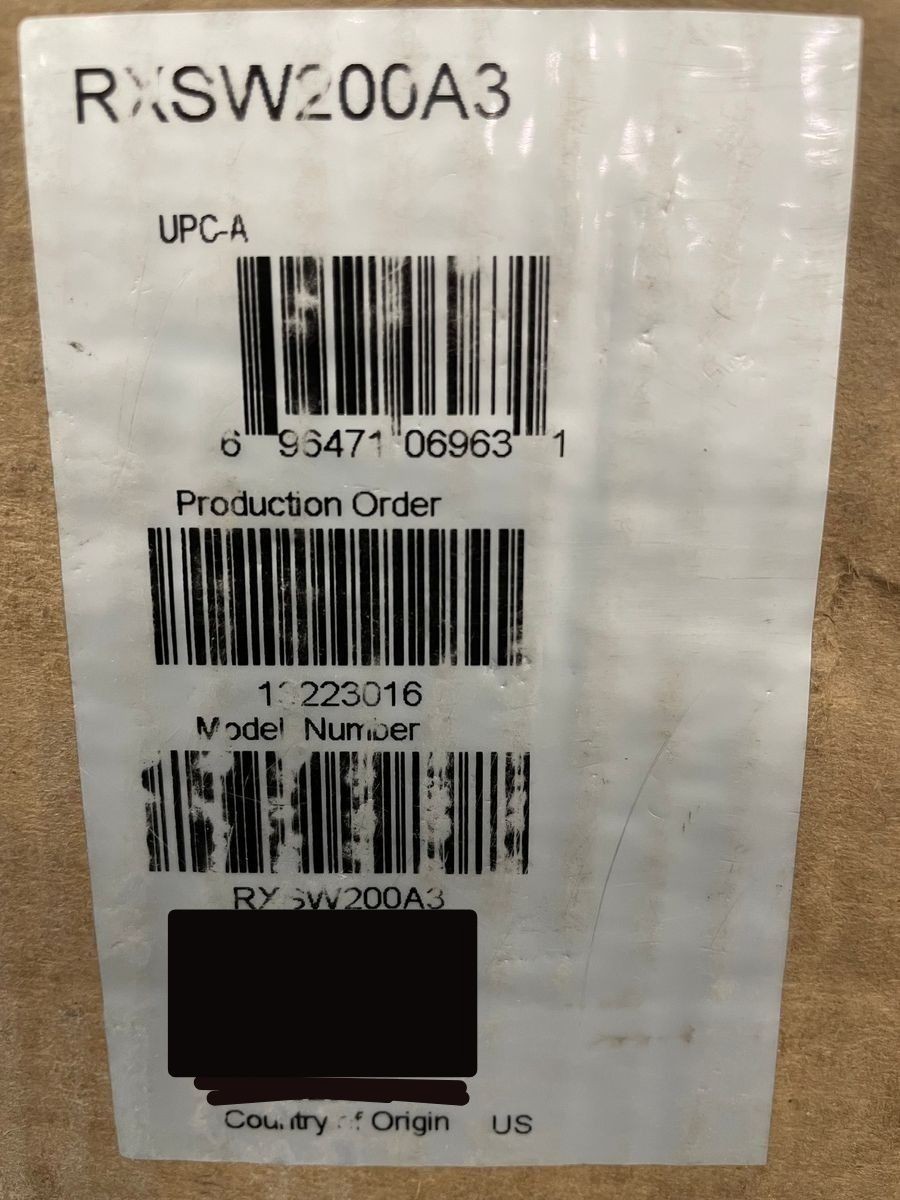 RXSW200A3
UPC-A
6 96471 06963 1
Production Order
Model Number
RXSW200A3
Country of Origin US